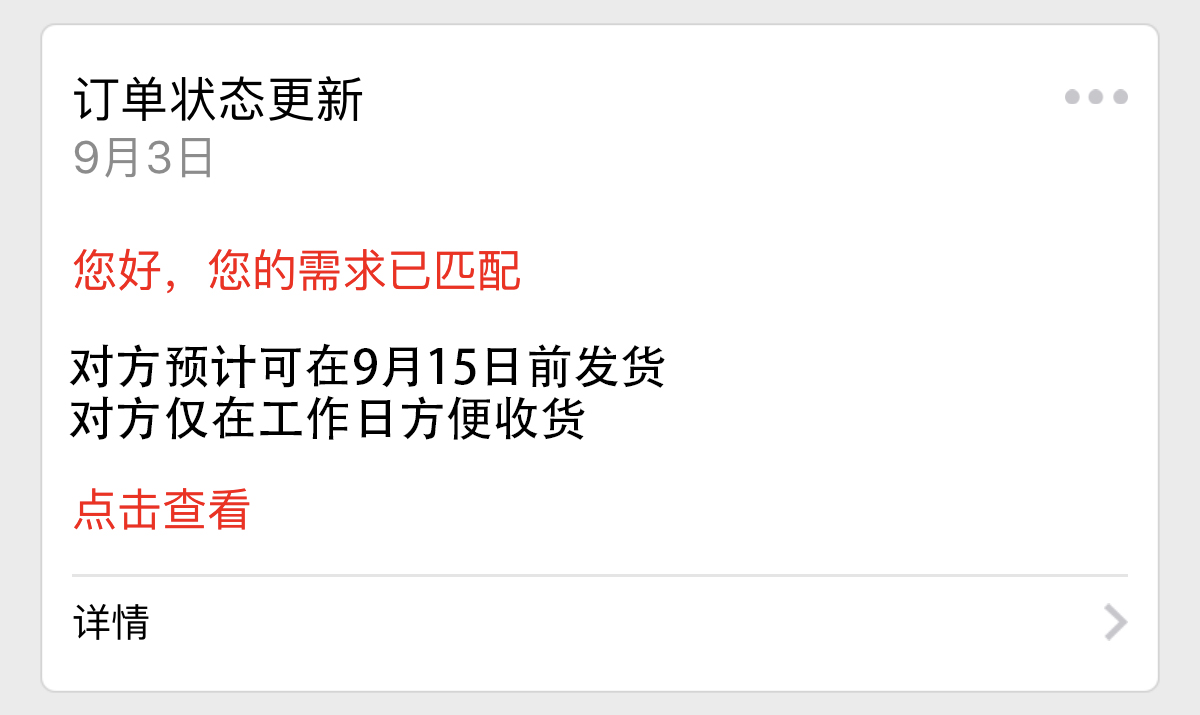 订单状态更新
9月3日
您好，您的需求已匹配
对方预计可在9月15日前发货
对方仅在工作日方便收货
点击查看
详情